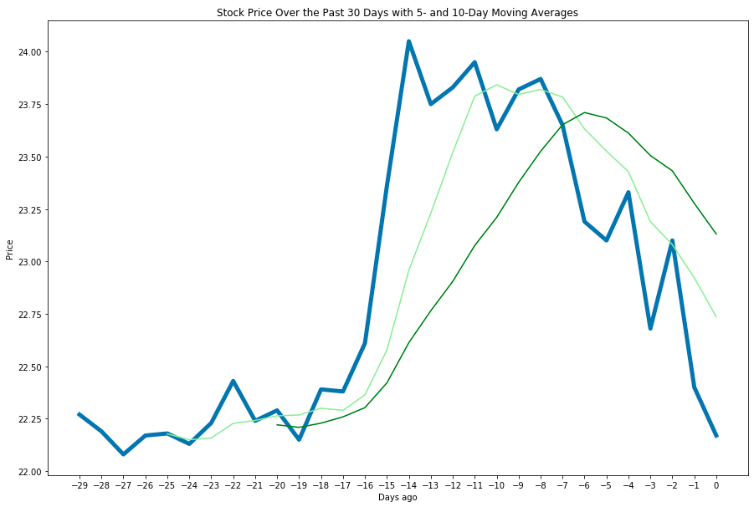 Stock Price Over the Past 30 Days with 5- and 10-Day Moving Averages
24.00
23.75
23.50
23.25
23.00
22.75
22.50
22.25
22.00
Price
−29 −28 −27 −26 −25 −24 −23 −22 −21 −20 −19 −18 −17 −16 −15 −14 −13 −12 −11 −10 −9 −8 −7 −6 −5 −4 −3 −2 −1 0
Days ago